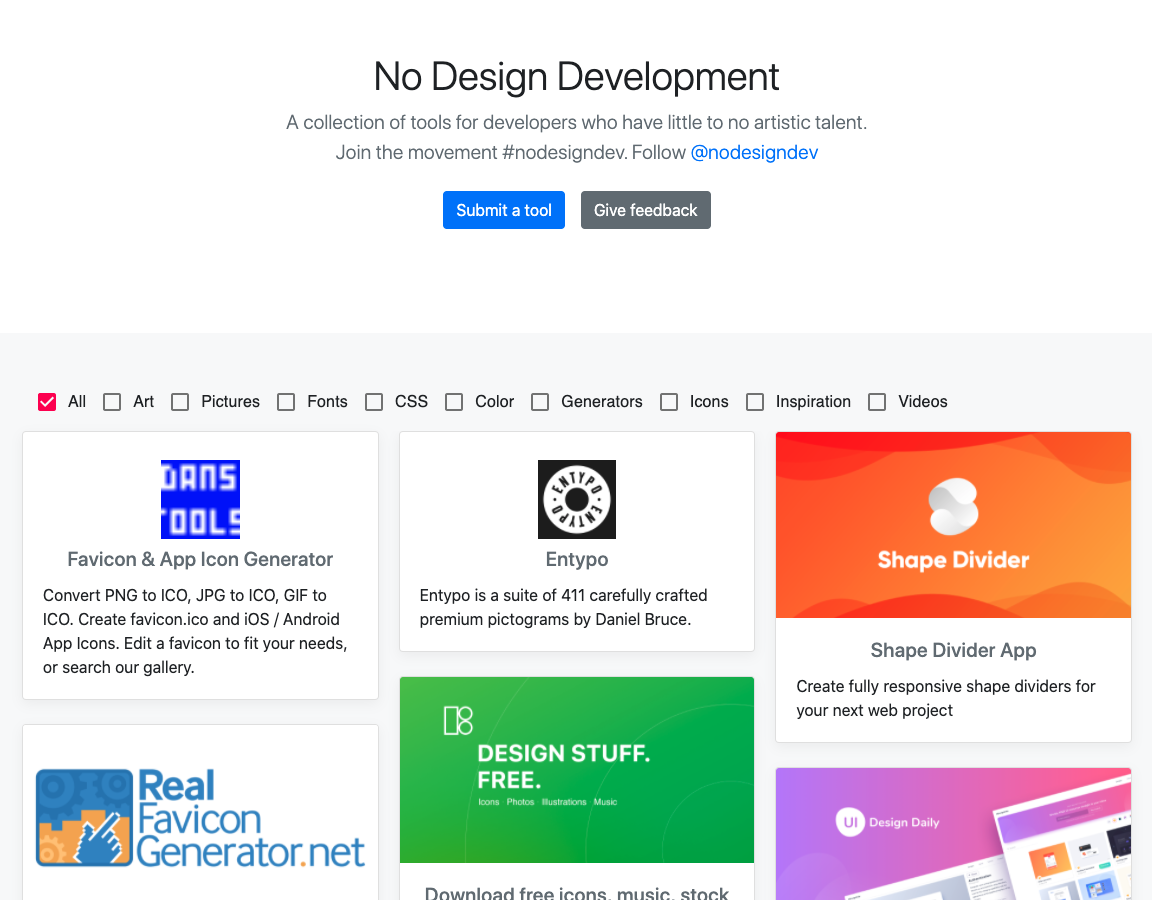 No Design Development
A collection of tools for developers who have little to no artistic talent.
Join the movement #nodesigndev. Follow @nodesigndev
Submit a tool
Give feedback
All
Art
Pictures
Fonts
CSS
Color
Generators
Icons
Inspiration
Videos
DANS
TOOLS
Favicon & App Icon Generator
Convert PNG to ICO, JPG to ICO, GIF to
ICO. Create favicon.ico and iOS / Android
App Icons. Edit a favicon to fit your needs,
or search our gallery.
Real
Favicon
Generator.net
ENTYPO · ENTYPO ·
Entypo
Entypo is a suite of 411 carefully crafted
premium pictograms by Daniel Bruce.
DESIGN STUFF.
FREE.
Icons Photos Illustrations Music
Download free icons, music, stock
Shape Divider
Shape Divider App
Create fully responsive shape dividers for
your next web project
UI Design Daily